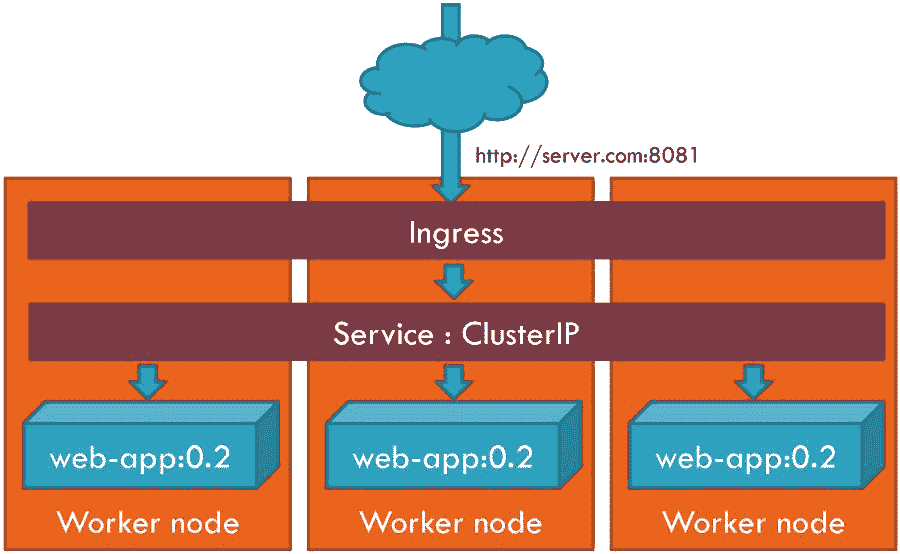 http://server.com:8081
Ingress
Service : ClusterIP
web-app:0.2
web-app:0.2
web-app:0.2
Worker node
Worker node
Worker node